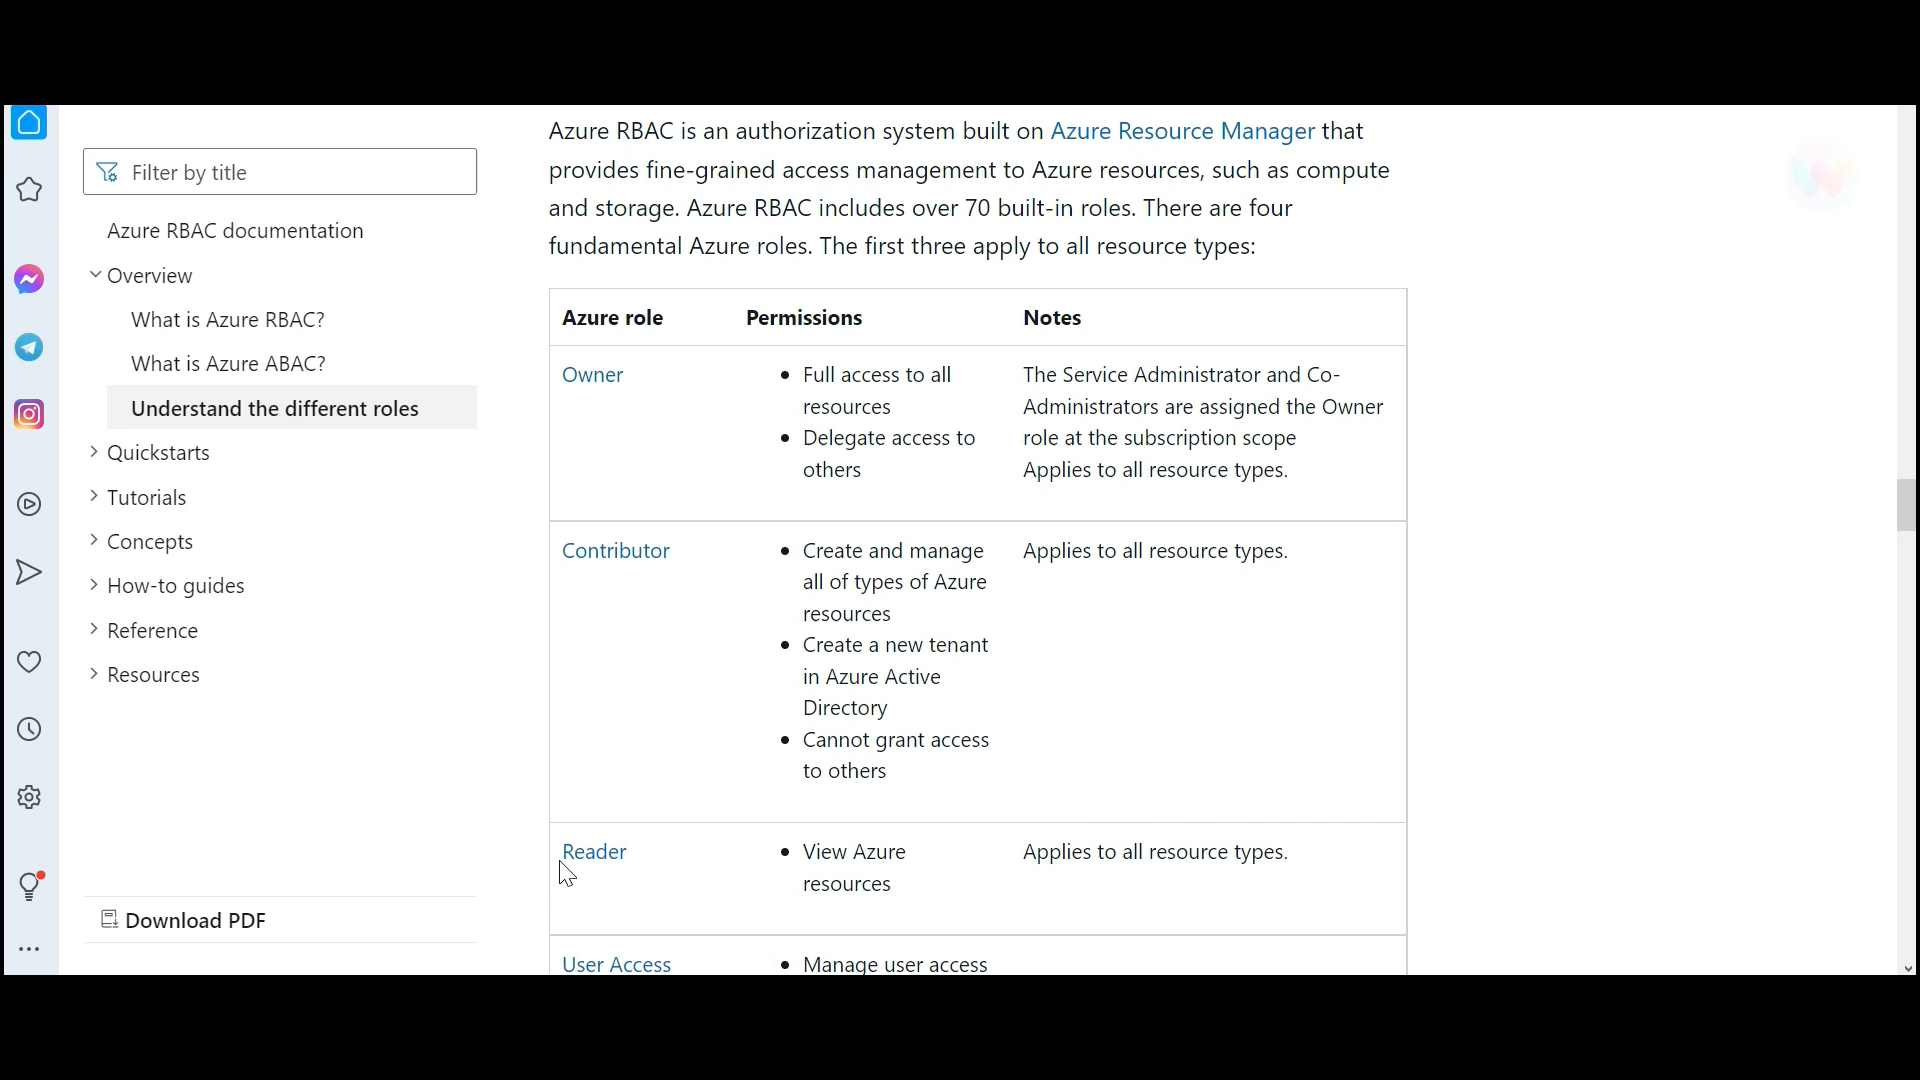 Filter by title
Azure RBAC documentation
Overview
What is Azure RBAC?
What is Azure ABAC?
Understand the different roles
Quickstarts
Tutorials
Concepts
How-to guides
Reference
Resources
Download PDF
Azure RBAC is an authorization system built on Azure Resource Manager that
provides fine-grained access management to Azure resources, such as compute
and storage. Azure RBAC includes over 70 built-in roles. There are four
fundamental Azure roles. The first three apply to all resource types:
Azure role Permissions Notes
Owner
Full access to all
resources
Delegate access to
others
The Service Administrator and Co-
Administrators are assigned the Owner
role at the subscription scope
Applies to all resource types.
Contributor
Create and manage
all of types of Azure
resources
Create a new tenant
in Azure Active
Directory
Cannot grant access
to others
Applies to all resource types.
Reader
View Azure
resources
Applies to all resource types.
User Access
Manage user access